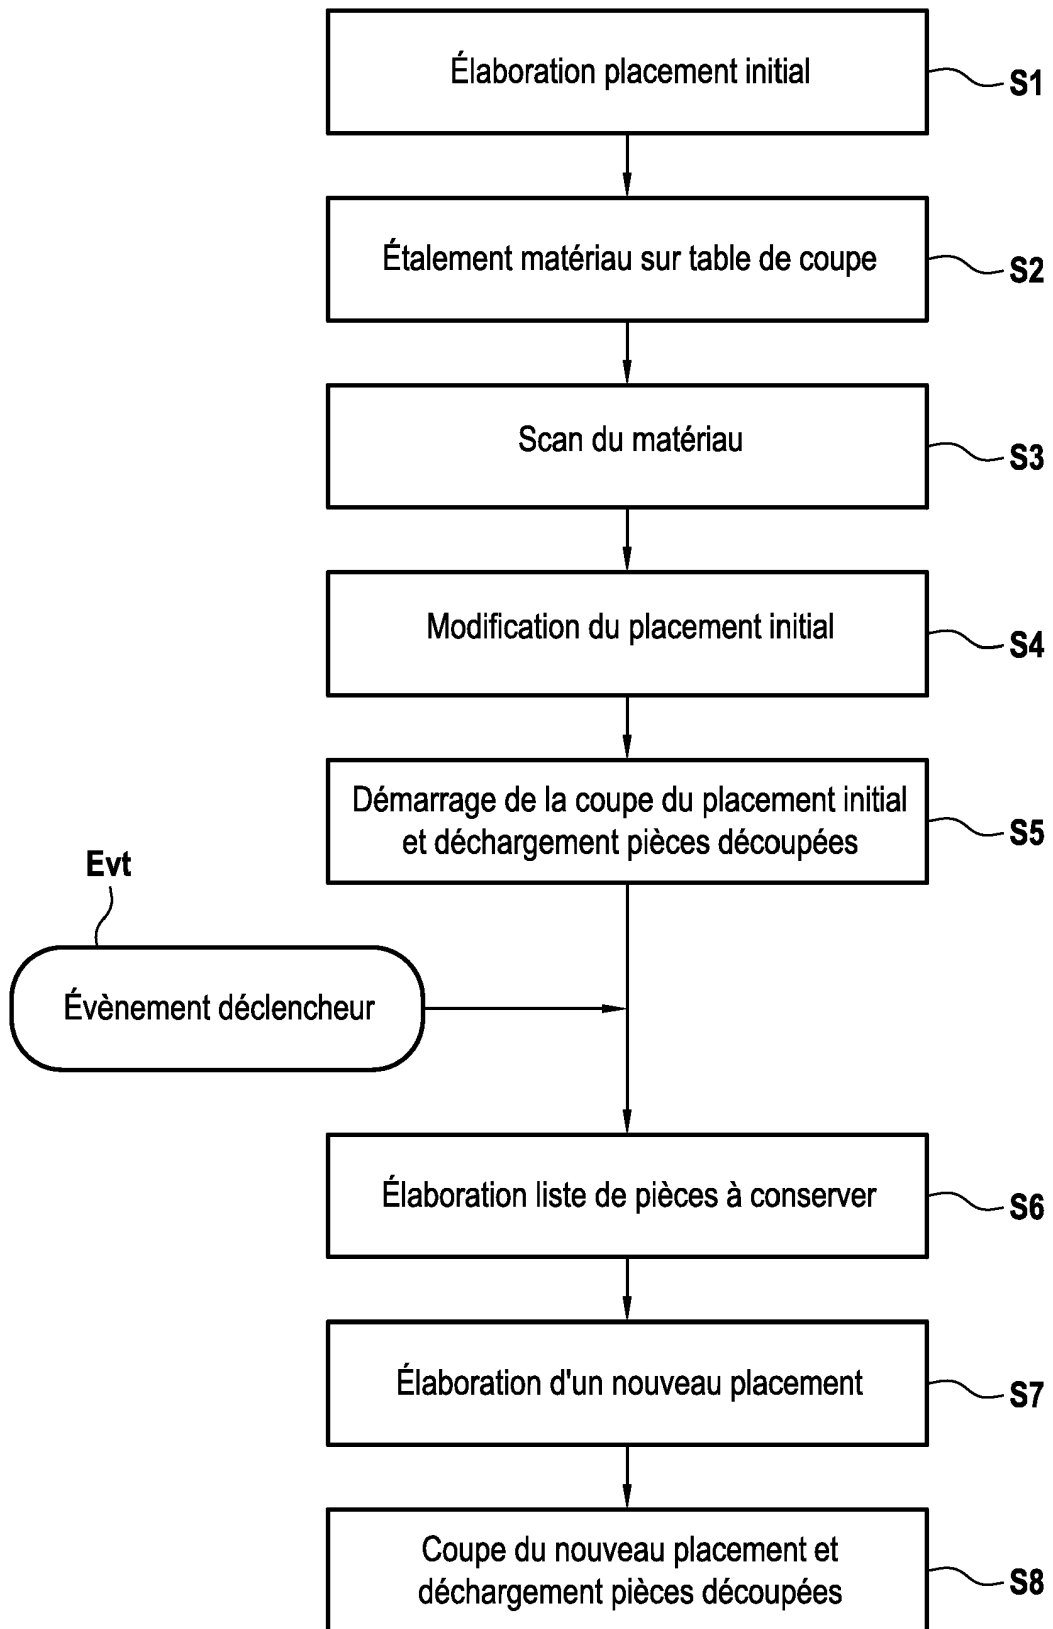 Élaboration placement initial
S1
Étalement matériau sur table de coupe
S2
Scan du matériau
S3
Modification du placement initial
S4
Démarrage de la coupe du placement initial
et déchargement pièces découpées
S5
Evt
Évènement déclencheur
Élaboration liste de pièces à conserver
S6
Élaboration d'un nouveau placement
S7
Coupe du nouveau placement et
déchargement pièces découpées
S8